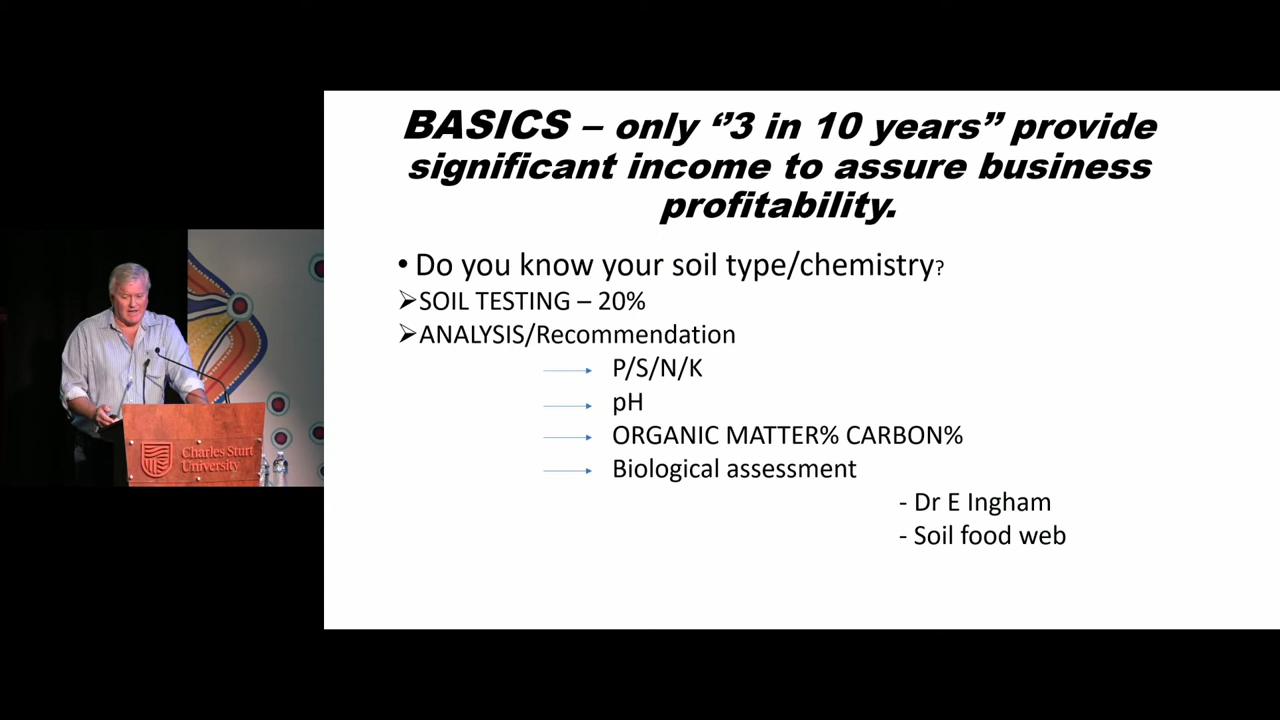 BASICS – only ‘’3 in 10 years” provide
significant income to assure business
profitability.
• Do you know your soil type/chemistry?
➢SOIL TESTING – 20%
➢ANALYSIS/Recommendation
P/S/N/K
pH
ORGANIC MATTER% CARBON%
Biological assessment
- Dr E Ingham
- Soil food web
Charles Sturt
University